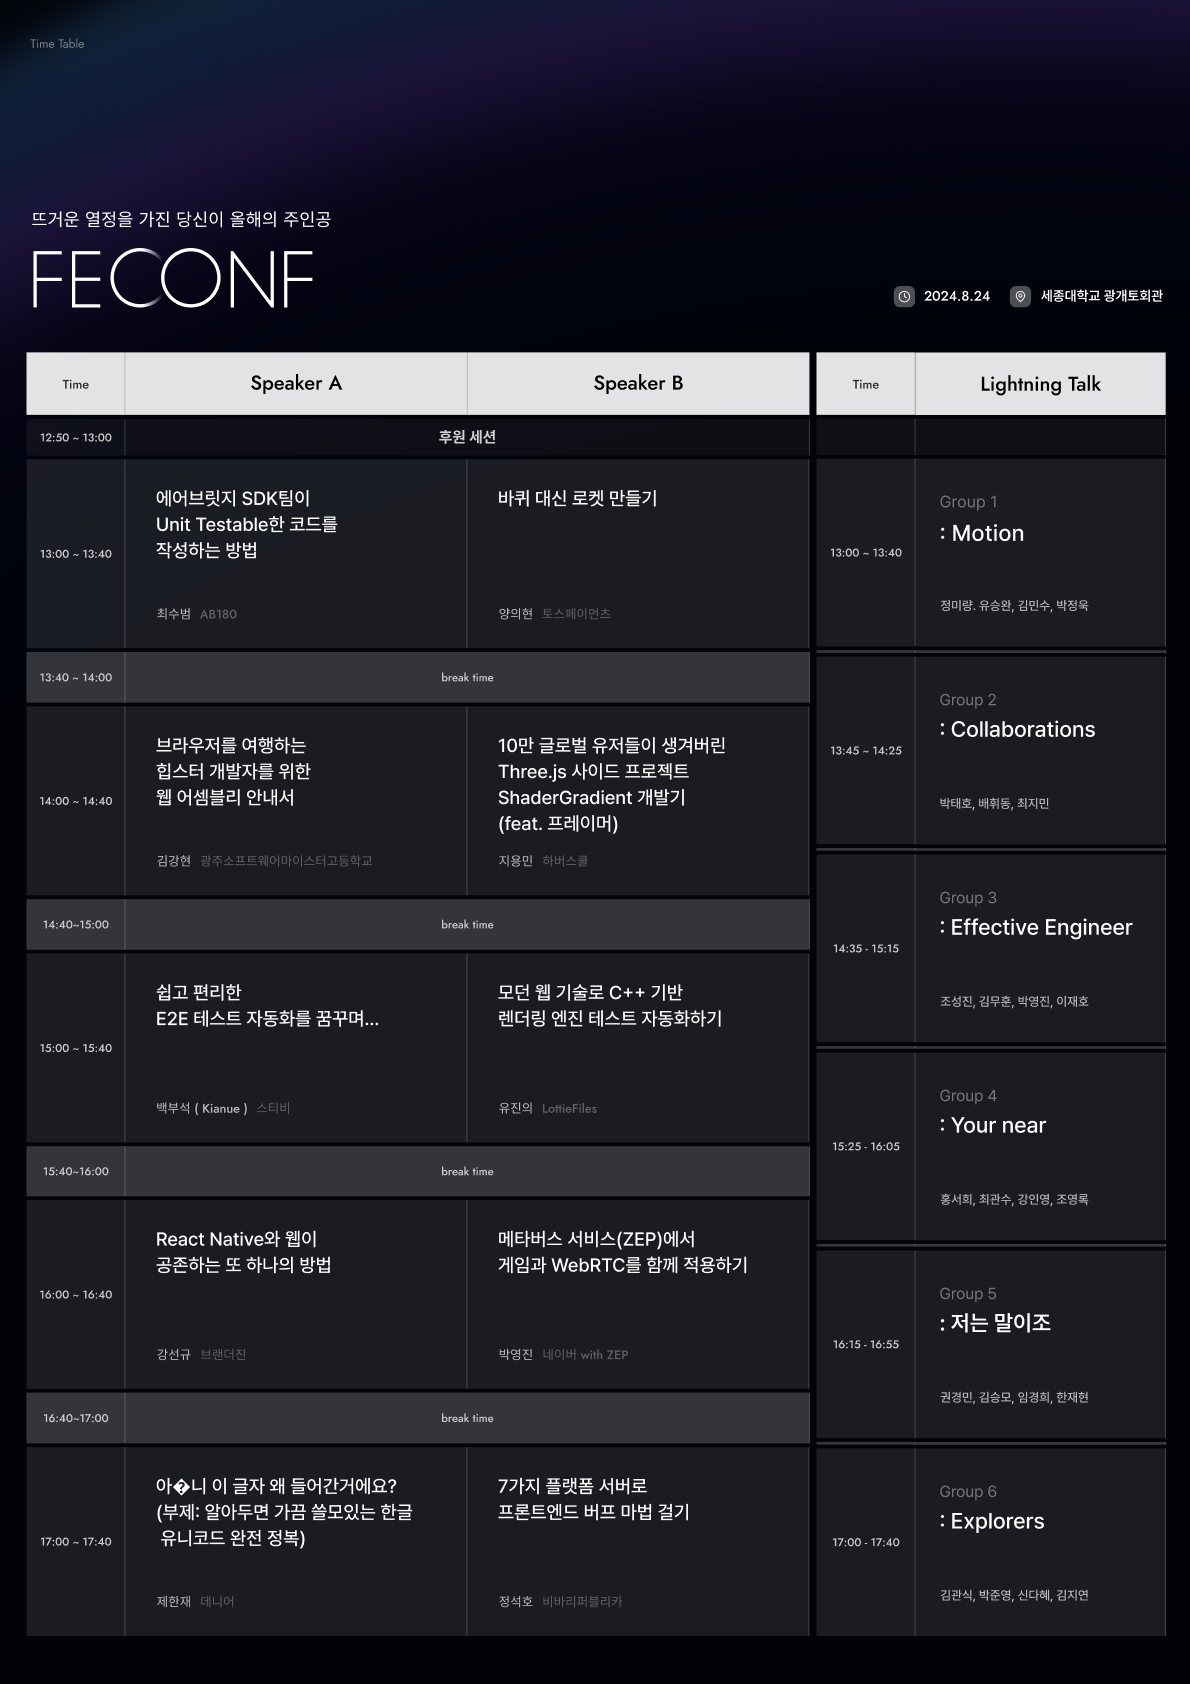 Time Table
뜨거운 열정을 가진 당신이 올해의 주인공
FECONF
2024.8.24 세종대학교 광개토회관
Time Speaker A Speaker B
12:50 ~ 13:00 후원 세션
13:00 ~ 13:40
에어브릿지 SDK팀이
Unit Testable한 코드를
작성하는 방법
최수범 AB180
바퀴 대신 로켓 만들기
양의현 토스페이먼츠
13:40 ~ 14:00 break time
14:00 ~ 14:40
브라우저를 여행하는
힙스터 개발자를 위한
웹 어셈블리 안내서
김강현 광주소프트웨어마이스터고등학교
10만 글로벌 유저들이 생겨버린
Three.js 사이드 프로젝트
ShaderGradient 개발기
(feat. 프레이머)
지용민 하버스쿨
14:40~15:00 break time
15:00 ~ 15:40
쉽고 편리한
E2E 테스트 자동화를 꿈꾸며...
백부석 ( Kianue ) 스티비
모던 웹 기술로 C++ 기반
렌더링 엔진 테스트 자동화하기
유진의 LottieFiles
15:40~16:00 break time
16:00 ~ 16:40
React Native와 웹이
공존하는 또 하나의 방법
강선규 브랜더진
메타버스 서비스(ZEP)에서
게임과 WebRTC를 함께 적용하기
박영진 네이버 with ZEP
16:40~17:00 break time
17:00 ~ 17:40
아�니 이 글자 왜 들어간거에요?
(부제: 알아두면 가끔 쓸모있는 한글
유니코드 완전 정복)
제한재 데니어
7가지 플랫폼 서버로
프론트엔드 버프 마법 걸기
정석호 비바리퍼블리카
Time Lightning Talk
13:00 ~ 13:40
Group 1
: Motion
정미량. 유승완, 김민수, 박정욱
13:45 ~ 14:25
Group 2
: Collaborations
박태호, 배휘동, 최지민
14:35 - 15:15
Group 3
: Effective Engineer
조성진, 김무훈, 박영진, 이재호
15:25 - 16:05
Group 4
: Your near
홍서희, 최관수, 강인영, 조영록
16:15 - 16:55
Group 5
: 저는 말이조
권경민, 김승모, 임경희, 한재현
17:00 - 17:40
Group 6
: Explorers
김관식, 박준영, 신다혜, 김지연